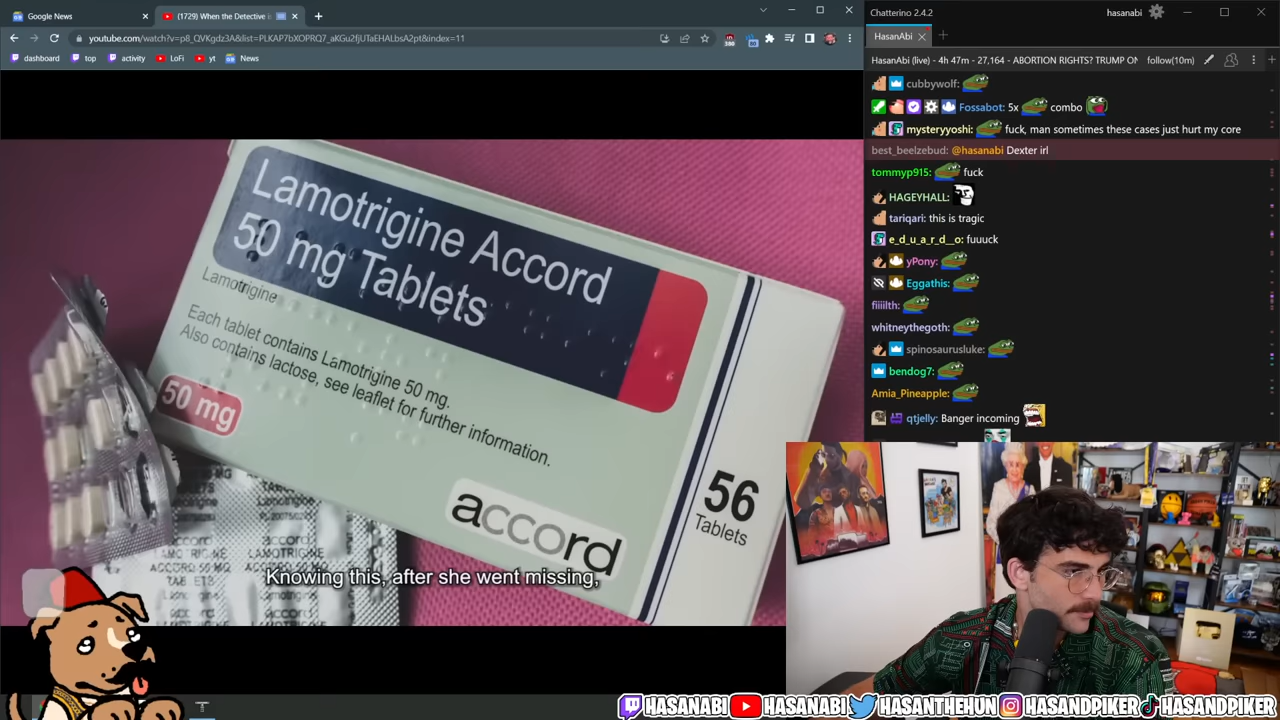 Google News
(1729) When the Detective is
youtube.com/watch?v=p8_QVKgdz3A&list=PLKAP7bXOPRQ7_aKGu2fjUTaEHALbsA2pt&index=11
dashboard
top
activity
LoFi
yt
News
Lamotrigine Accord
50 mg Tablets
Lamotrigine
Each tablet contains Lamotrigine 50 mg.
Also contains lactose, see leaflet for further information.
50 mg
accord
56
Tablets
Knowing this, after she went missing,
Chatterino 2.4.2
hasanabi
HasanAbi
HasanAbi (live) - 4h 47m - 27,164 - ABORTION RIGHTS? TRUMP ON
follow(10m)
cubbywolf:
Fossabot: 5x combo
mysteryyoshi: fuck, man sometimes these cases just hurt my core
best_beelzebud: @hasanabi Dexter irl
tommyp915: fuck
HAGEYHALL:
tariqari: this is tragic
e_d_u_a_r_d__o: fuuuck
yPony:
Eggathis:
fiiiilth:
whitneythegoth:
spinosaurusluke:
bendog7:
Amia_Pineapple:
qtjelly: Banger incoming
HASANABI
HASANABI
HASANTHEHUN
HASANDPIKER
HASANDPIKER